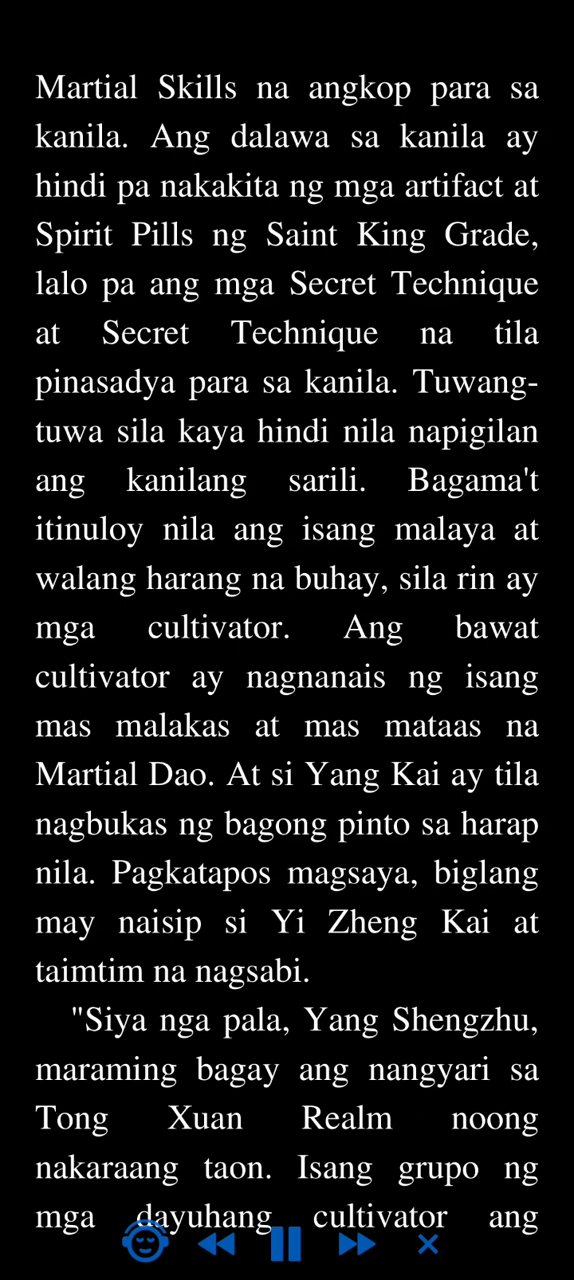 Martial Skills na angkop para sa
kanila. Ang dalawa sa kanila ay
hindi pa nakakita ng mga artifact at
Spirit Pills ng Saint King Grade,
lalo pa ang mga Secret Technique
at Secret Technique na tila
pinasadya para sa kanila. Tuwang-
tuwa sila kaya hindi nila napigilan
ang kanilang sarili. Bagama't
itinuloy nila ang isang malaya at
walang harang na buhay, sila rin ay
mga cultivator. Ang bawat
cultivator ay nagnanais ng isang
mas malakas at mas mataas na
Martial Dao. At si Yang Kai ay tila
nagbukas ng bagong pinto sa harap
nila. Pagkatapos magsaya, biglang
may naisip si Yi Zheng Kai at
taimtim na nagsabi.
"Siya nga pala, Yang Shengzhu,
maraming bagay ang nangyari sa
Tong Xuan Realm noong
nakaraang taon. Isang grupo ng
mga dayuhang cultivator ang